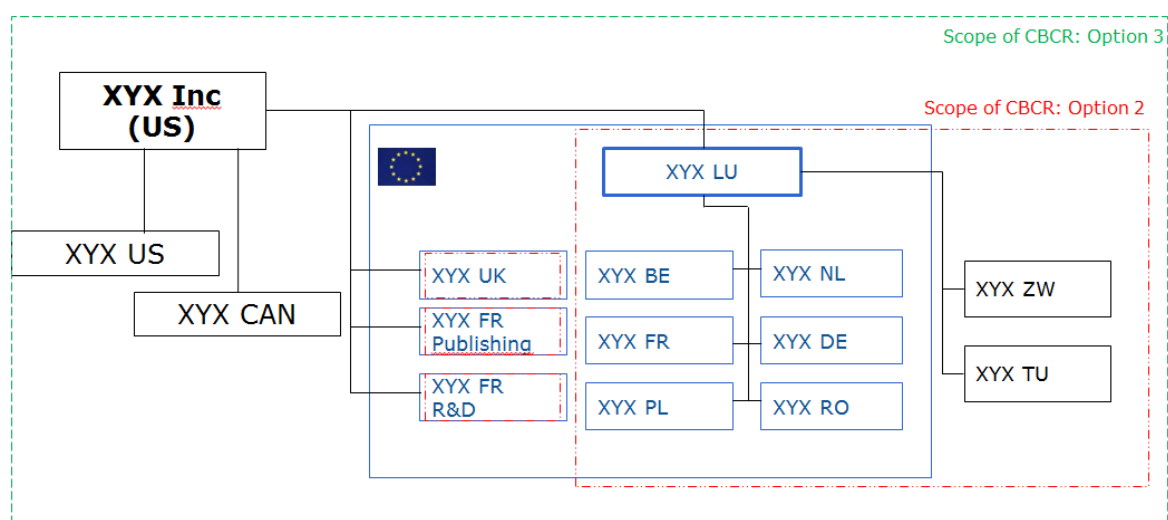 Scope of CBCR: Option 3
XYX Inc
(US)
Scope of CBCR: Option 2
XYX LU
XYX US
XYX UK
XYX BE
XYX NL
XYX ZW
XYX CAN
XYX FR
Publishing
XYX FR
XYX DE
XYX TU
XYX FR
R&D
XYX PL
XYX RO